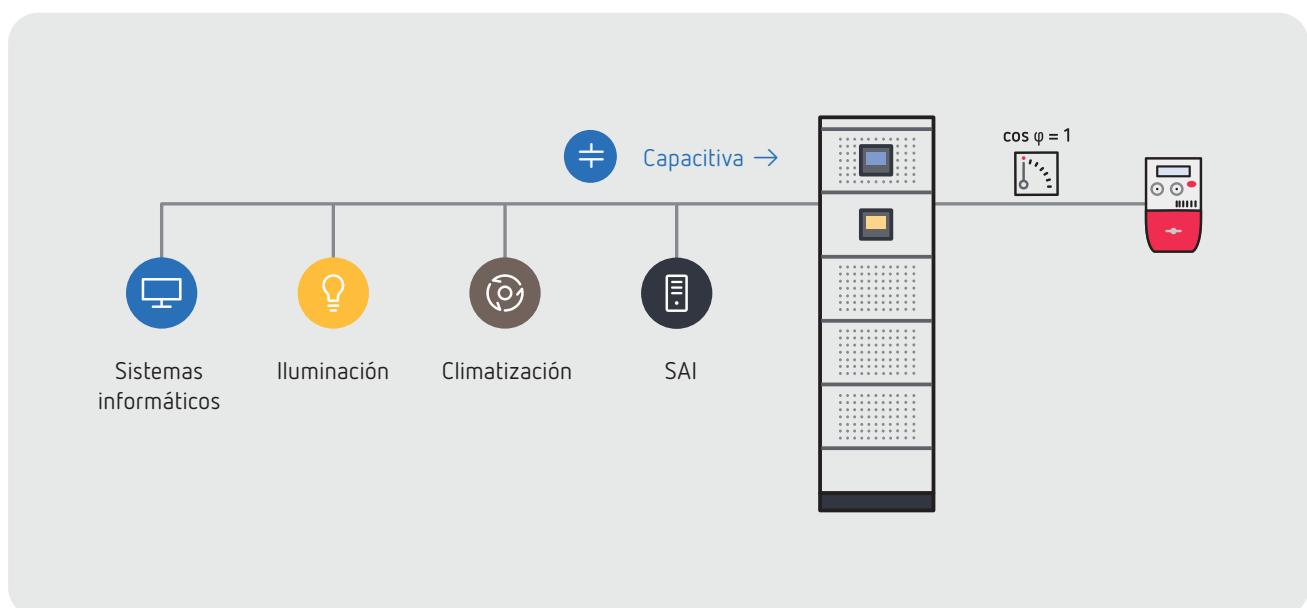 cos φ = 1
Capacitiva →
Sistemas
informáticos
Iluminación
Climatización
SAI